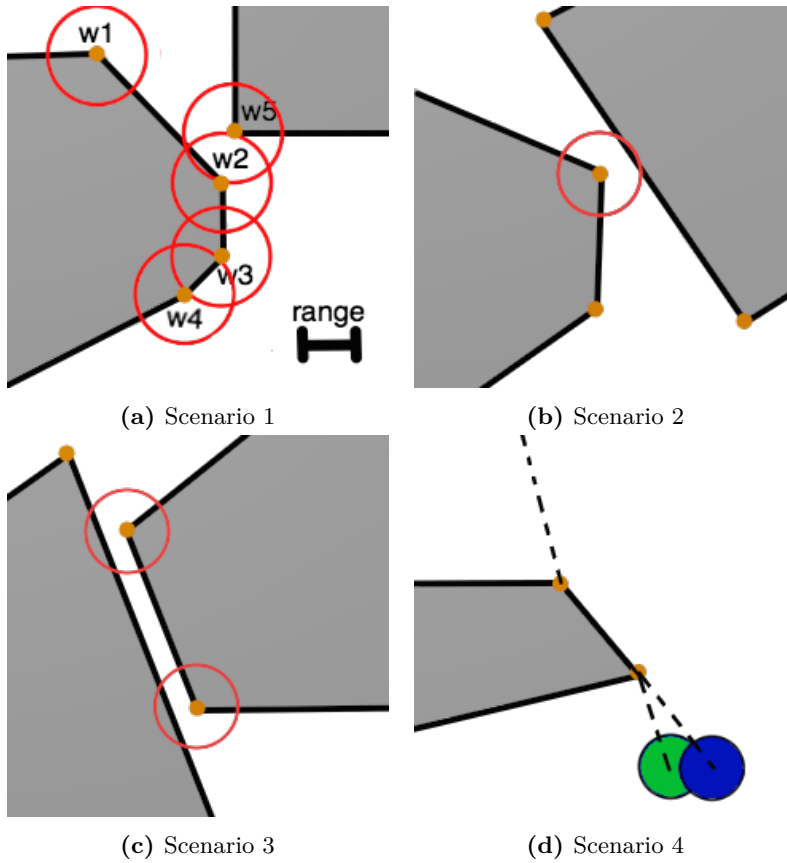 w1
w5
w2
w3
w4
range
(a) Scenario 1
(b) Scenario 2
(c) Scenario 3
(d) Scenario 4